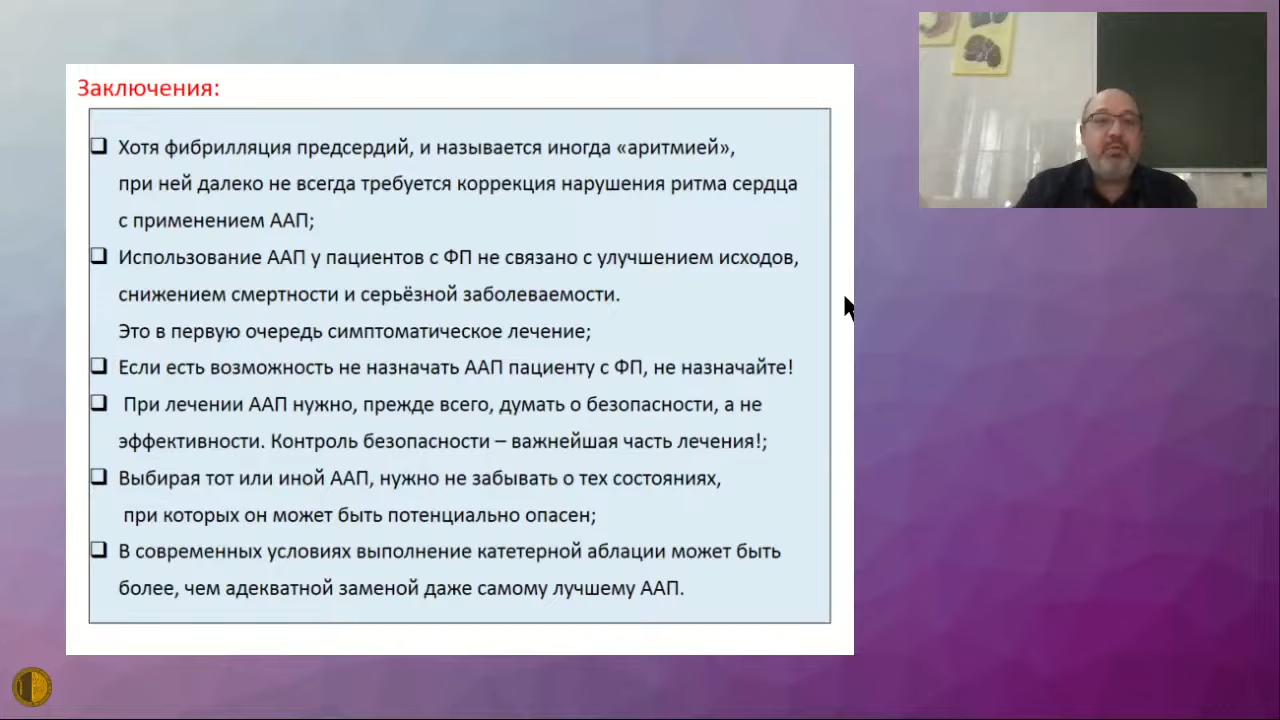 Заключения:
Хотя фибрилляция предсердий, и называется иногда «аритмией»,
при ней далеко не всегда требуется коррекция нарушения ритма сердца
с применением ААП;
Использование ААП у пациентов с ФП не связано с улучшением исходов,
снижением смертности и серьёзной заболеваемости.
Это в первую очередь симптоматическое лечение;
Если есть возможность не назначать ААП пациенту с ФП, не назначайте!
При лечении ААП нужно, прежде всего, думать о безопасности, а не
эффективности. Контроль безопасности – важнейшая часть лечения!;
Выбирая тот или иной ААП, нужно не забывать о тех состояниях,
при которых он может быть потенциально опасен;
В современных условиях выполнение катетерной аблации может быть
более, чем адекватной заменой даже самому лучшему ААП.